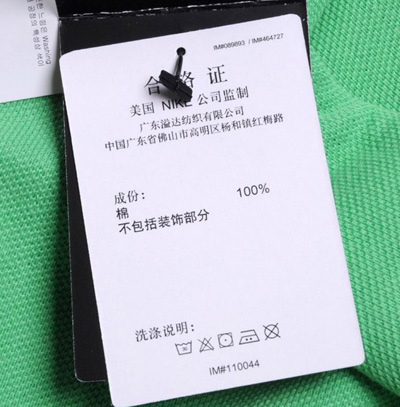 IM#089893 / IM#464727
合格证
美国 NIKE 公司监制
广东溢达纺织有限公司
中国广东省佛山市高明区杨和镇红梅路
成份: 100%
棉
不包括装饰部分
洗涤说明:
IM#110044